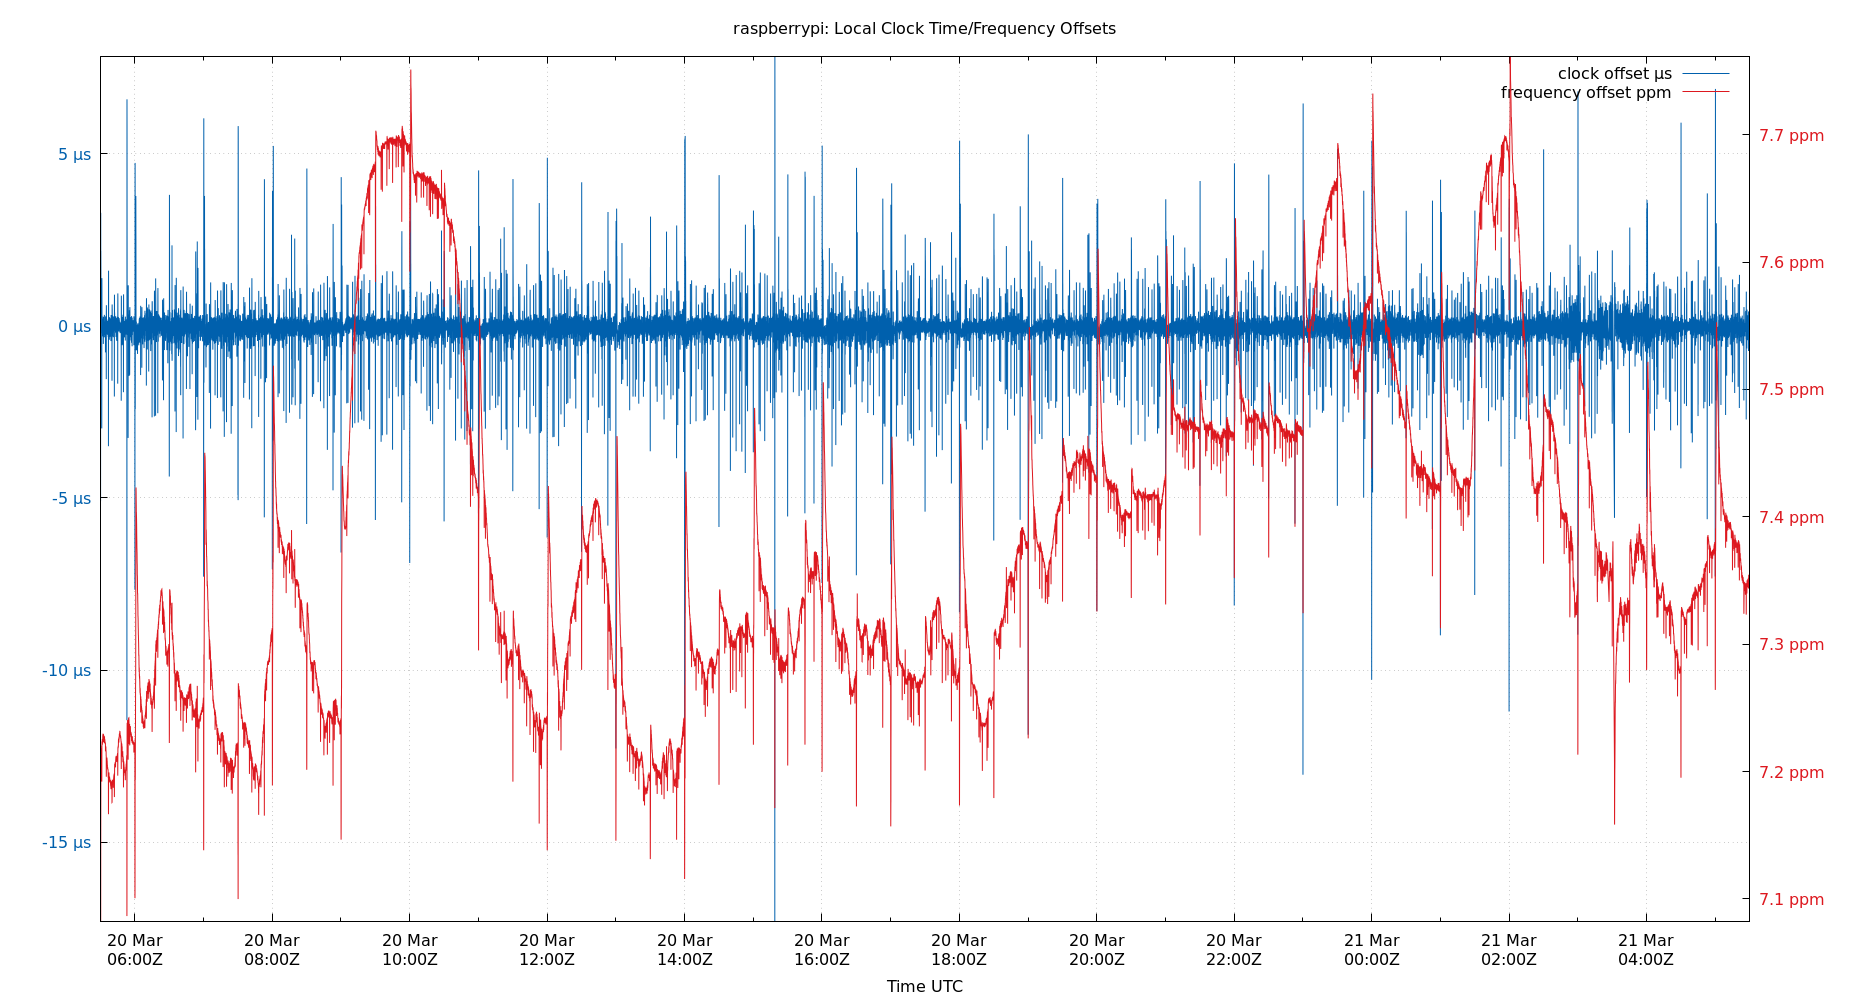 raspberrypi: Local Clock Time/Frequency Offsets
clock offset µs
frequency offset ppm
5 µs
0 µs
-5 µs
-10 µs
-15 µs
7.7 ppm
7.6 ppm
7.5 ppm
7.4 ppm
7.3 ppm
7.2 ppm
7.1 ppm
20 Mar 20 Mar 20 Mar 20 Mar 20 Mar 20 Mar 20 Mar 20 Mar 20 Mar 21 Mar 21 Mar 21 Mar
06:00Z 08:00Z 10:00Z 12:00Z 14:00Z 16:00Z 18:00Z 20:00Z 22:00Z 00:00Z 02:00Z 04:00Z
Time UTC